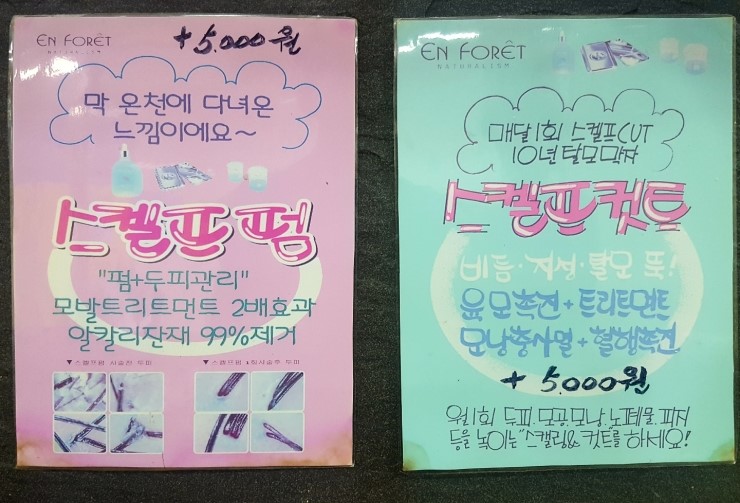 EN FORÊT
NATURALISM
+5,000원
막 온천에 다녀온
느낌이에요~
스켈프펌
"펌+두피관리"
모발트리트먼트 2배효과
알칼리잔재 99%제거
EN FORÊT
NATURALISM
매달1회 스켈프CUT
10년 탈모막자
스켈프컷트
비듬·지성·탈모 뚝!
육모촉진+트리트먼트
모낭충사멸+혈행촉진
+5,000원
월1회 두피, 모공, 모낭, 노폐물, 피지
등을 녹이는 "스캘링& 컷트를 하세요!